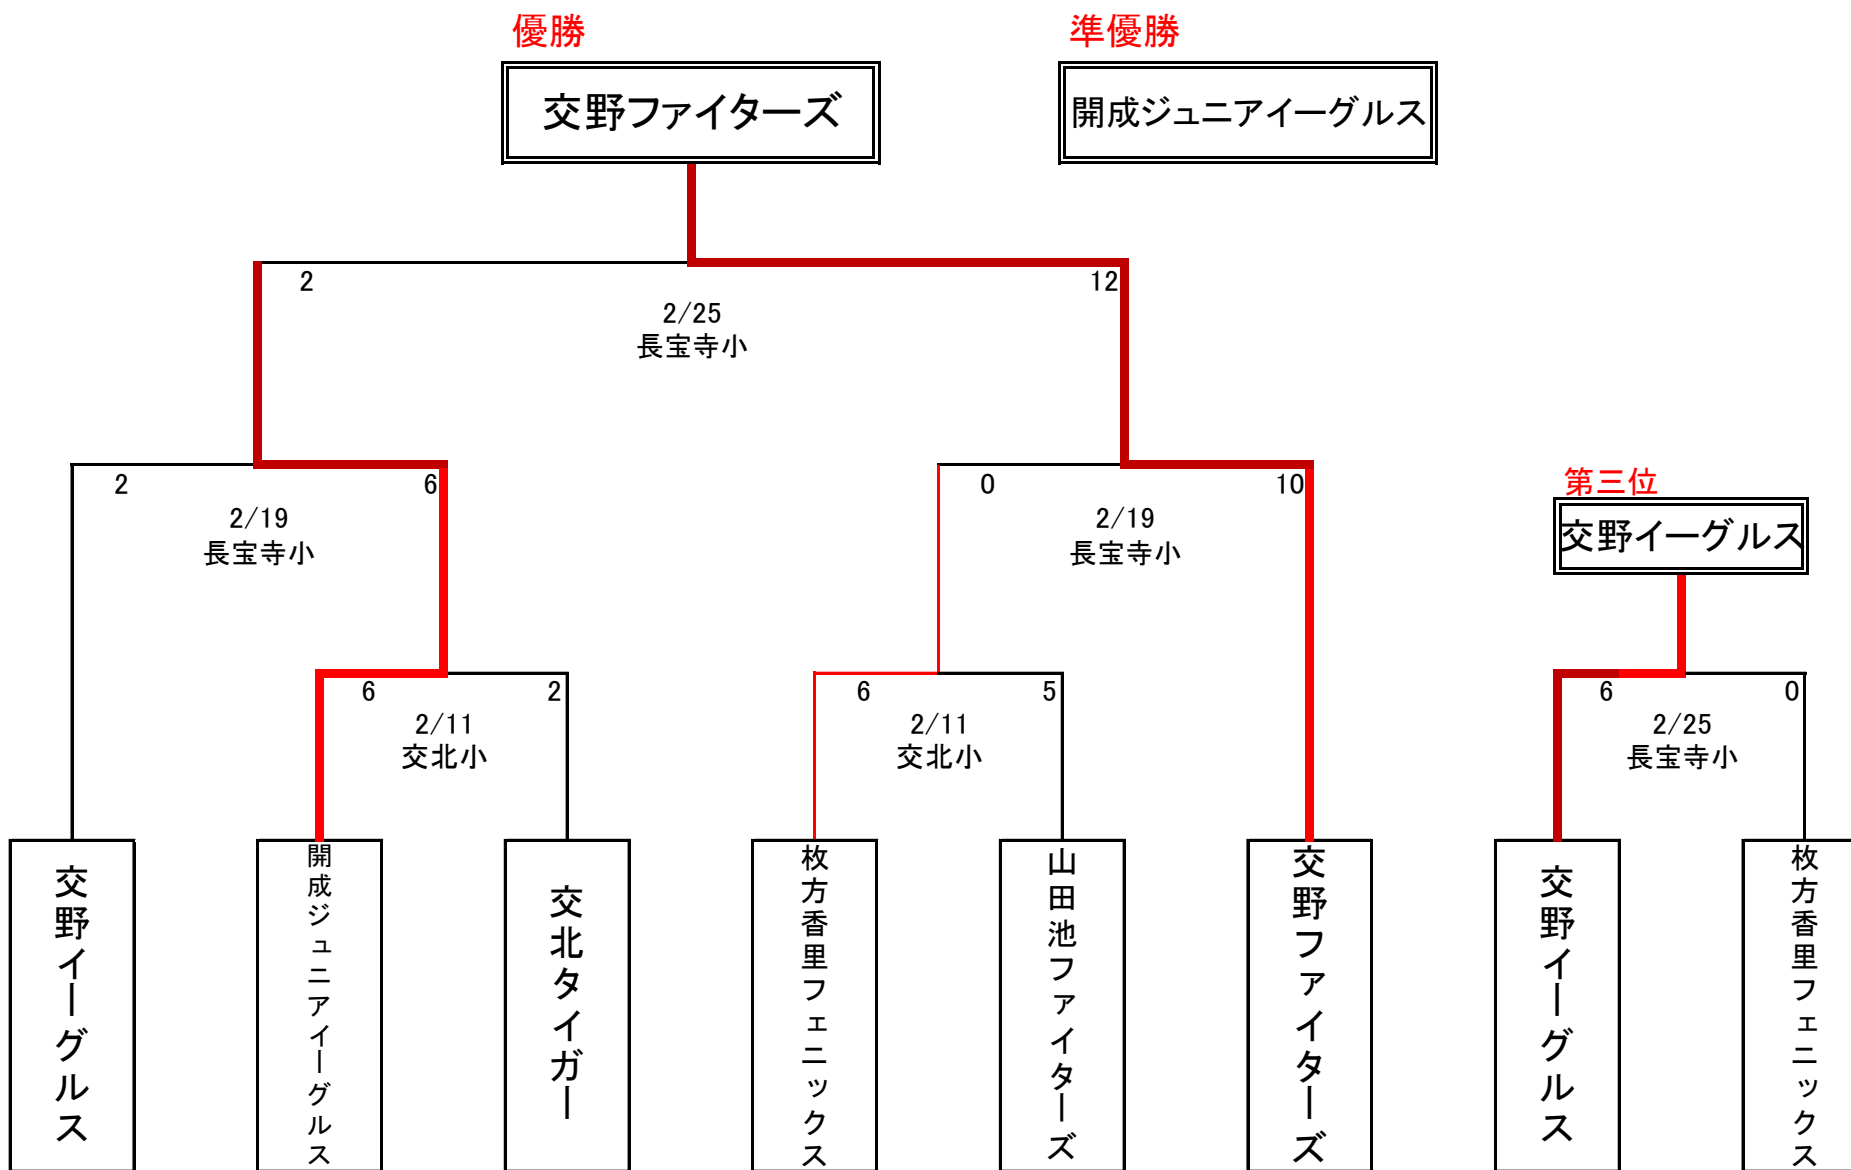 優勝
準優勝
交野ファイターズ
開成ジュニアイーグルス
2
12
2/25
長宝寺小
2
6
2/19
長宝寺小
0
10
2/19
長宝寺小
第三位
交野イーグルス
6
2
2/11
交北小
6
5
2/11
交北小
6
0
2/25
長宝寺小
交野イーグルス
開成ジュニアイーグルス
交北タイガー
枚方香里フェニックス
山田池ファイターズ
交野ファイターズ
交野イーグルス
枚方香里フェニックス